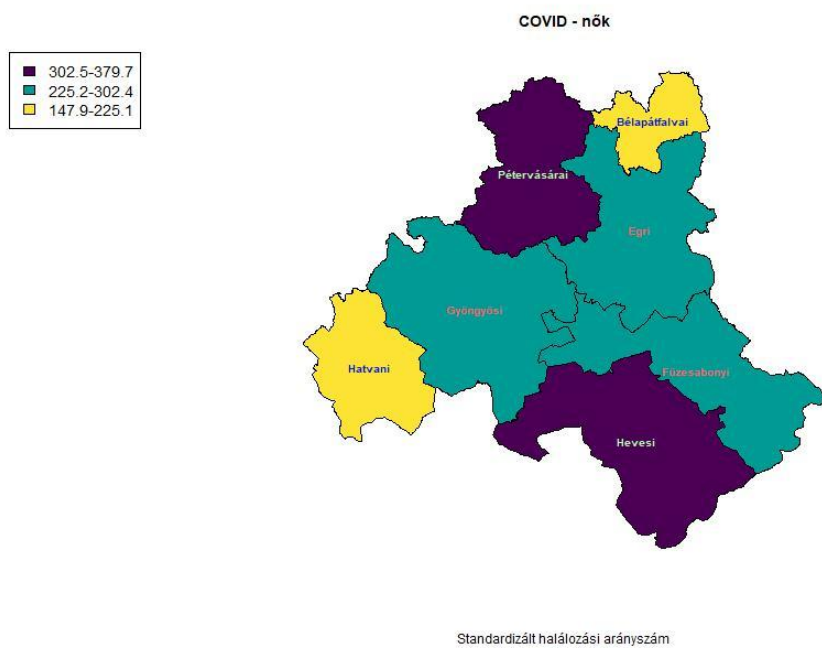 COVID - nők
302.5-379.7
225.2-302.4
147.9-225.1
Bélapátfalvai
Pétervásárai
Egri
Gyöngyösi
Hatvani
Füzesabonyi
Hevesi
Standardizált halálozási arányszám